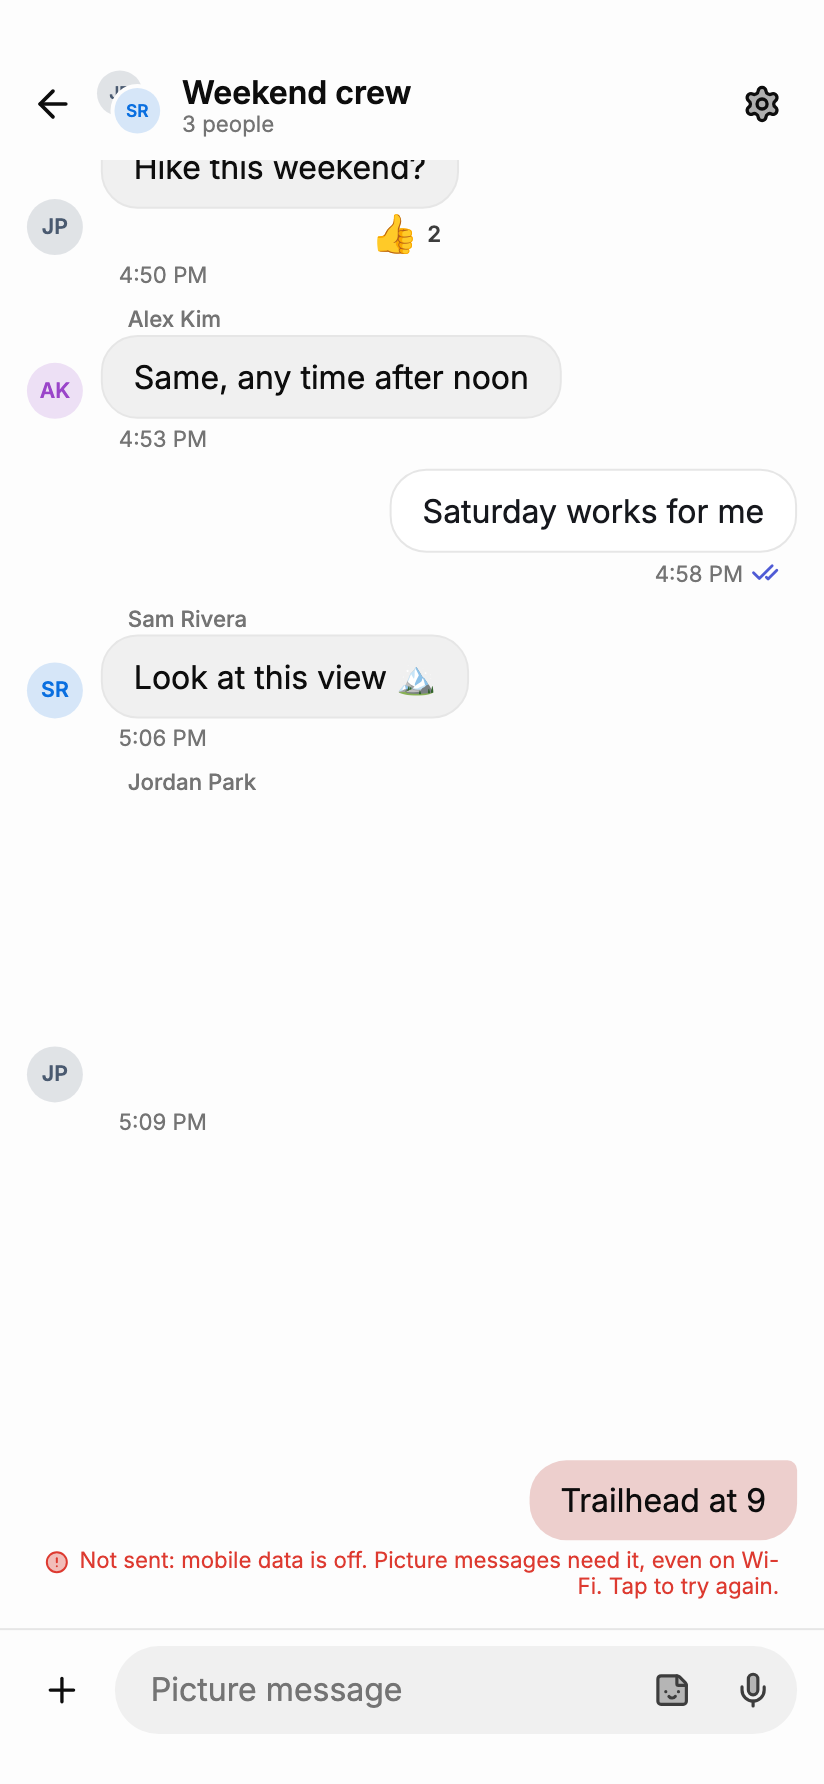 Weekend crew
3 people
SR
Hike this weekend?
JP
👍 2
4:50 PM
Alex Kim
AK
Same, any time after noon
4:53 PM
Saturday works for me
4:58 PM
Sam Rivera
SR
Look at this view 🏔️
5:06 PM
Jordan Park
JP
5:09 PM
Trailhead at 9
Not sent: mobile data is off. Picture messages need it, even on Wi-
Fi. Tap to try again.
Picture message